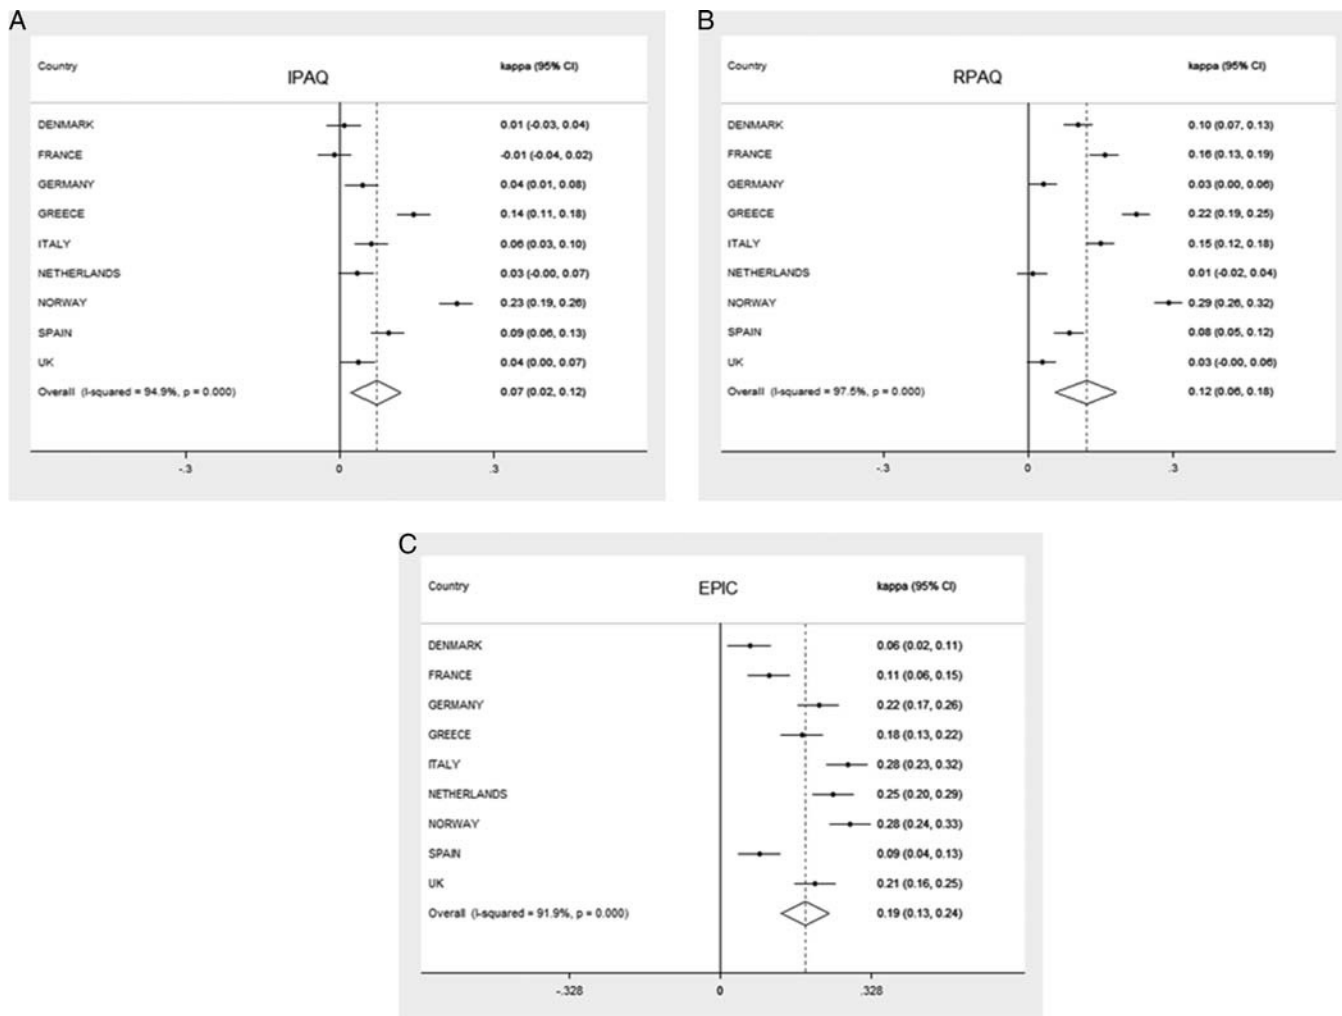 A
Country IPAQ kappa (95% CI)
DENMARK 0.01 (-0.03, 0.04)
FRANCE -0.01 (-0.04, 0.02)
GERMANY 0.04 (0.01, 0.08)
GREECE 0.14 (0.11, 0.18)
ITALY 0.06 (0.03, 0.10)
NETHERLANDS 0.03 (-0.00, 0.07)
NORWAY 0.23 (0.19, 0.26)
SPAIN 0.09 (0.06, 0.13)
UK 0.04 (0.00, 0.07)
Overall (I-squared = 94.9%, p = 0.000) 0.07 (0.02, 0.12)
-.3 0 .3
B
Country RPAQ kappa (95% CI)
DENMARK 0.10 (0.07, 0.13)
FRANCE 0.16 (0.13, 0.19)
GERMANY 0.03 (0.00, 0.06)
GREECE 0.22 (0.19, 0.25)
ITALY 0.15 (0.12, 0.18)
NETHERLANDS 0.01 (-0.02, 0.04)
NORWAY 0.29 (0.26, 0.32)
SPAIN 0.08 (0.05, 0.12)
UK 0.03 (-0.00, 0.06)
Overall (I-squared = 97.5%, p = 0.000) 0.12 (0.06, 0.18)
-.3 0 .3
C
Country EPIC kappa (95% CI)
DENMARK 0.06 (0.02, 0.11)
FRANCE 0.11 (0.06, 0.15)
GERMANY 0.22 (0.17, 0.26)
GREECE 0.18 (0.13, 0.22)
ITALY 0.28 (0.23, 0.32)
NETHERLANDS 0.25 (0.20, 0.29)
NORWAY 0.28 (0.24, 0.33)
SPAIN 0.09 (0.04, 0.13)
UK 0.21 (0.16, 0.25)
Overall (I-squared = 91.9%, p = 0.000) 0.19 (0.13, 0.24)
-.328 0 .328